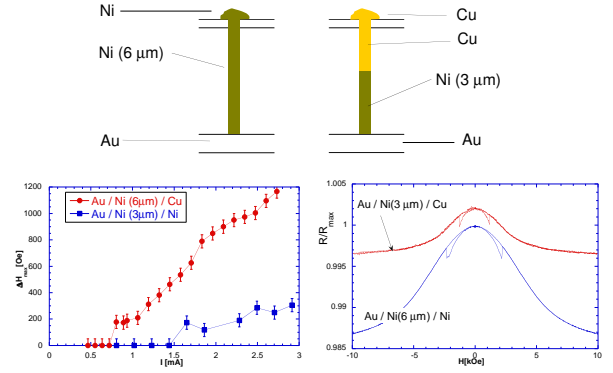 Ni
Cu
Cu
Ni (6 μm)
Ni (3 μm)
Au
Au
1200
1000
800
600
400
200
0
ΔHmax [Oe]
Au / Ni (6μm) / Cu
Au / Ni (3μm) / Ni
0
0.5
1
1.5
2
2.5
3
I [mA]
1.005
1
0.995
0.99
0.985
R/Rmax
Au / Ni(3 μm) / Cu
Au / Ni(6 μm) / Ni
-10
-5
0
5
10
H[kOe]